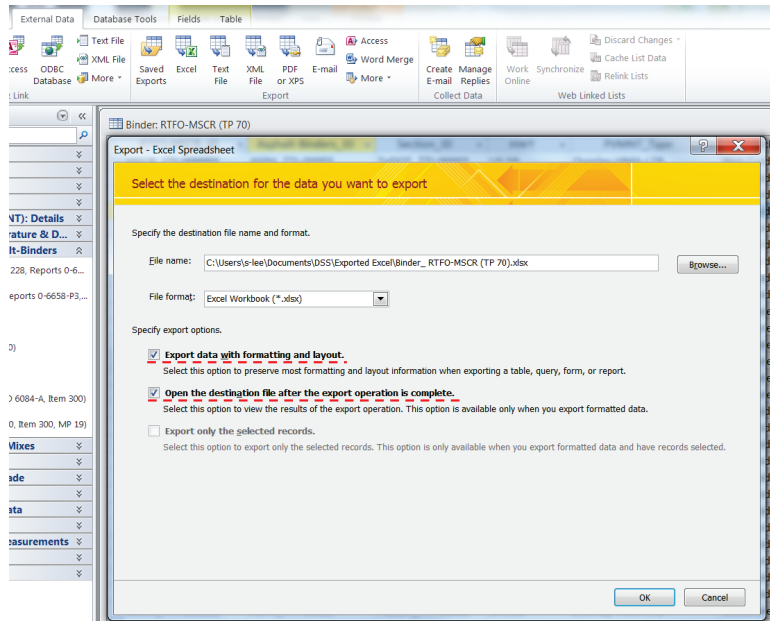 External Data Database Tools Fields Table
Text File
XML File
More
ODBC
Database
Link
Saved
Exports
Excel
Text
File
XML
File
PDF
or XPS
E-mail
Access
Word Merge
More
Export
Create
E-mail
Manage
Replies
Collect Data
Work
Online
Synchronize
Discard Changes
Cache List Data
Relink Lists
Web Linked Lists
NT): Details
rature & D...
lt-Binders
228, Reports 0-6...
eports 0-6658-P3,...
0)
6084-A, Item 300)
0, Item 300, MP 19)
Mixes
ade
ata
easurements
Binder: RTFO-MSCR (TP 70)
Export - Excel Spreadsheet
Select the destination for the data you want to export
Specify the destination file name and format.
File name: C:\Users\s-lee\Documents\DSS\Exported Excel\Binder_ RTFO-MSCR (TP 70).xlsx Browse...
File format: Excel Workbook (*.xlsx)
Specify export options.
Export data with formatting and layout.
Select this option to preserve most formatting and layout information when exporting a table, query, form, or report.
Open the destination file after the export operation is complete.
Select this option to view the results of the export operation. This option is available only when you export formatted data.
Export only the selected records.
Select this option to export only the selected records. This option is only available when you export formatted data and have records selected.
OK Cancel